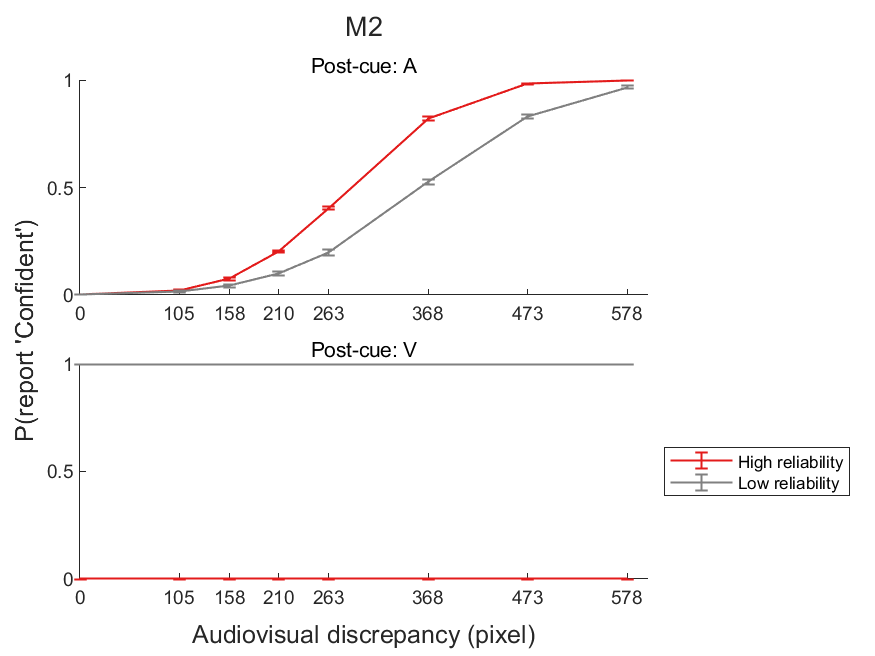 M2
Post-cue: A
1
0.5
0
0 105 158 210 263 368 473 578
Post-cue: V
1
0.5
0
0 105 158 210 263 368 473 578
P(report 'Confident')
Audiovisual discrepancy (pixel)
High reliability
Low reliability